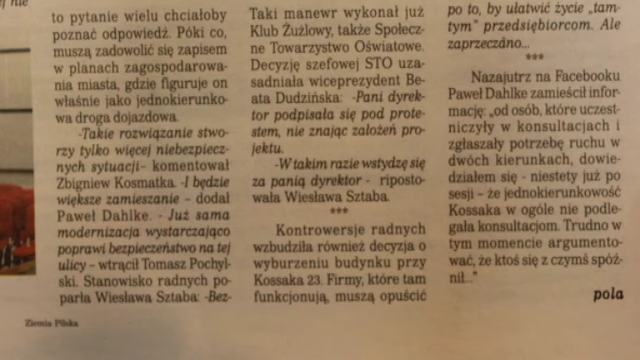 to pytanie wielu chciałoby
poznać odpowiedź. Póki co,
muszą zadowolić się zapisem
w planach zagospodarowa-
nia miasta, gdzie figuruje on
właśnie jako jednokierunko-
wa droga dojazdowa.
-Takie rozwiązanie stwo-
rzy tylko więcej niebezpiecz-
nych sytuacji– komentował
Zbigniew Kosmatka. -I będzie
większe zamieszanie – dodał
Paweł Dahlke. - Już sama
modernizacja wystarczająco
poprawi bezpieczeństwo na tej
ulicy – wtrącił Tomasz Pochyl-
ski. Stanowisko radnych po-
parła Wiesława Sztaba: -Bez-
Ziemia Pilska
Taki manewr wykonał już
Klub Żużlowy, także Społecz-
ne Towarzystwo Oświatowe.
Decyzję szefowej STO uza-
sadniała wiceprezydent Be-
ata Dudzińska: -Pani dyrek-
tor podpisała się pod prote-
stem, nie znając założeń pro-
jektu.
-W takim razie wstydzę się
za panią dyrektor - riposto-
wała Wiesława Sztaba.
***
Kontrowersje radnych
wzbudziła również decyzja o
wyburzeniu budynku przy
Kossaka 23. Firmy, które tam
funkcjonują, muszą opuścić
po to, by ułatwić życie „tam-
tym” przedsiębiorcom. Ale
zaprzeczano...
***
Nazajutrz na Facebooku
Paweł Dahlke zamieścił infor-
mację: „od osób, które uczest-
niczyły w konsultacjach i
zgłaszały potrzebę ruchu w
dwóch kierunkach, dowie-
działem się - niestety już po
sesji – że jednokierunkowość
Kossaka w ogóle nie podle-
gała konsultacjom. Trudno w
tym momencie argumento-
wać, że ktoś się z czymś spóź-
nił...”
pola